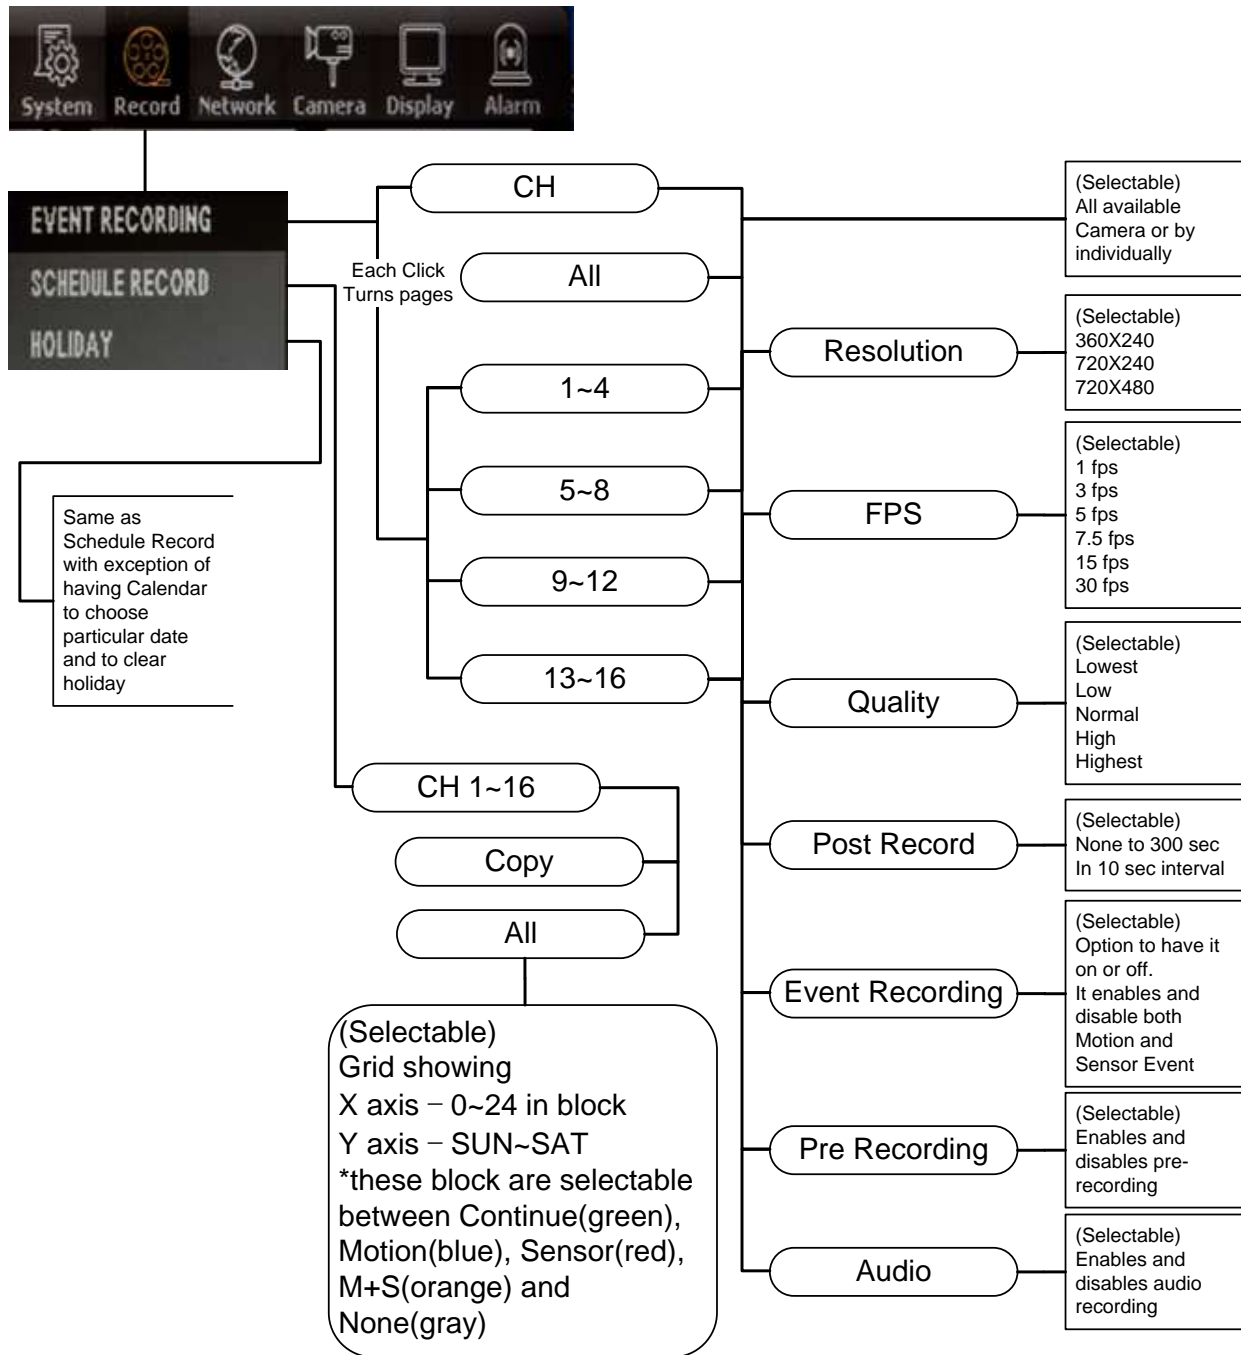 System Record Network Camera Display Alarm
EVENT RECORDING
SCHEDULE RECORD
HOLIDAY
Each Click
Turns pages
Same as
Schedule Record
with exception of
having Calendar
to choose
particular date
and to clear
holiday
CH
All
1~4
5~8
9~12
13~16
CH 1~16
Copy
All
(Selectable)
Grid showing
X axis – 0~24 in block
Y axis – SUN~SAT
*these block are selectable
between Continue(green),
Motion(blue), Sensor(red),
M+S(orange) and
None(gray)
(Selectable)
All available
Camera or by
individually
Resolution
(Selectable)
360X240
720X240
720X480
FPS
(Selectable)
1 fps
3 fps
5 fps
7.5 fps
15 fps
30 fps
Quality
(Selectable)
Lowest
Low
Normal
High
Highest
Post Record
(Selectable)
None to 300 sec
In 10 sec interval
Event Recording
(Selectable)
Option to have it
on or off.
It enables and
disable both
Motion and
Sensor Event
Pre Recording
(Selectable)
Enables and
disables pre-
recording
Audio
(Selectable)
Enables and
disables audio
recording